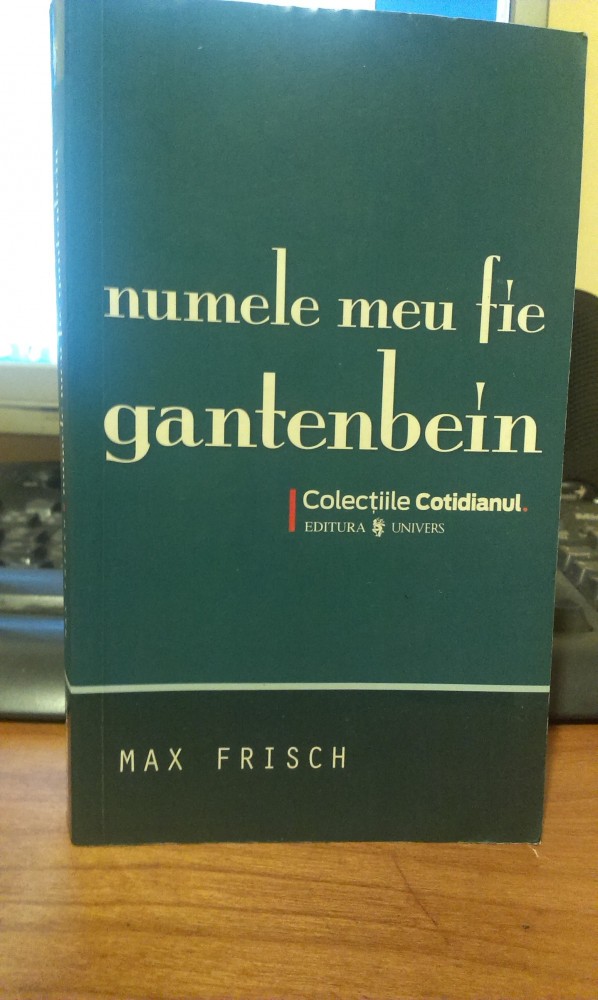 numele meu fie
gantenbein
Colecțiile Cotidianul.
EDITURA UNIVERS
MAX FRISCH